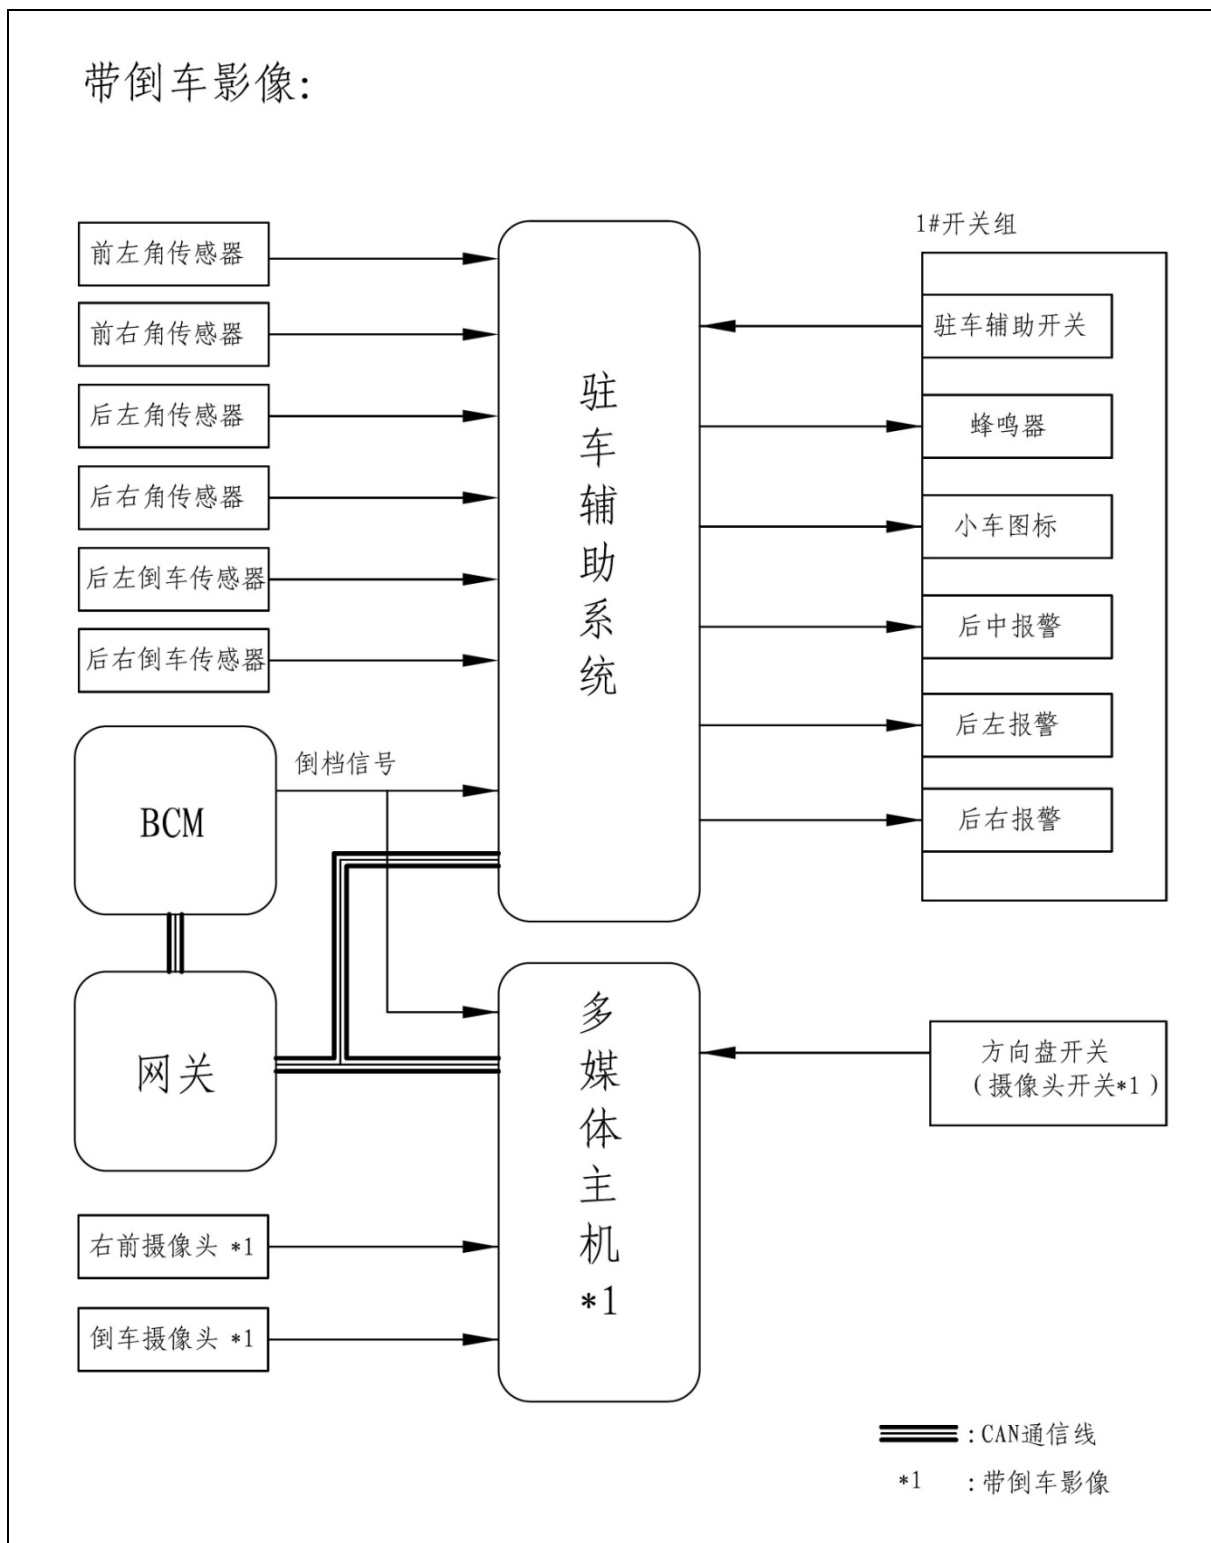 带倒车影像:
1#开关组
前左角传感器
前右角传感器
后左角传感器
后右角传感器
后左倒车传感器
后右倒车传感器
驻车辅助系统
驻车辅助开关
蜂鸣器
小车图标
后中报警
后左报警
后右报警
倒档信号
BCM
网关
多媒体主机*1
方向盘开关
(摄像头开关*1)
右前摄像头 *1
倒车摄像头 *1
:CAN通信线
*1 :带倒车影像